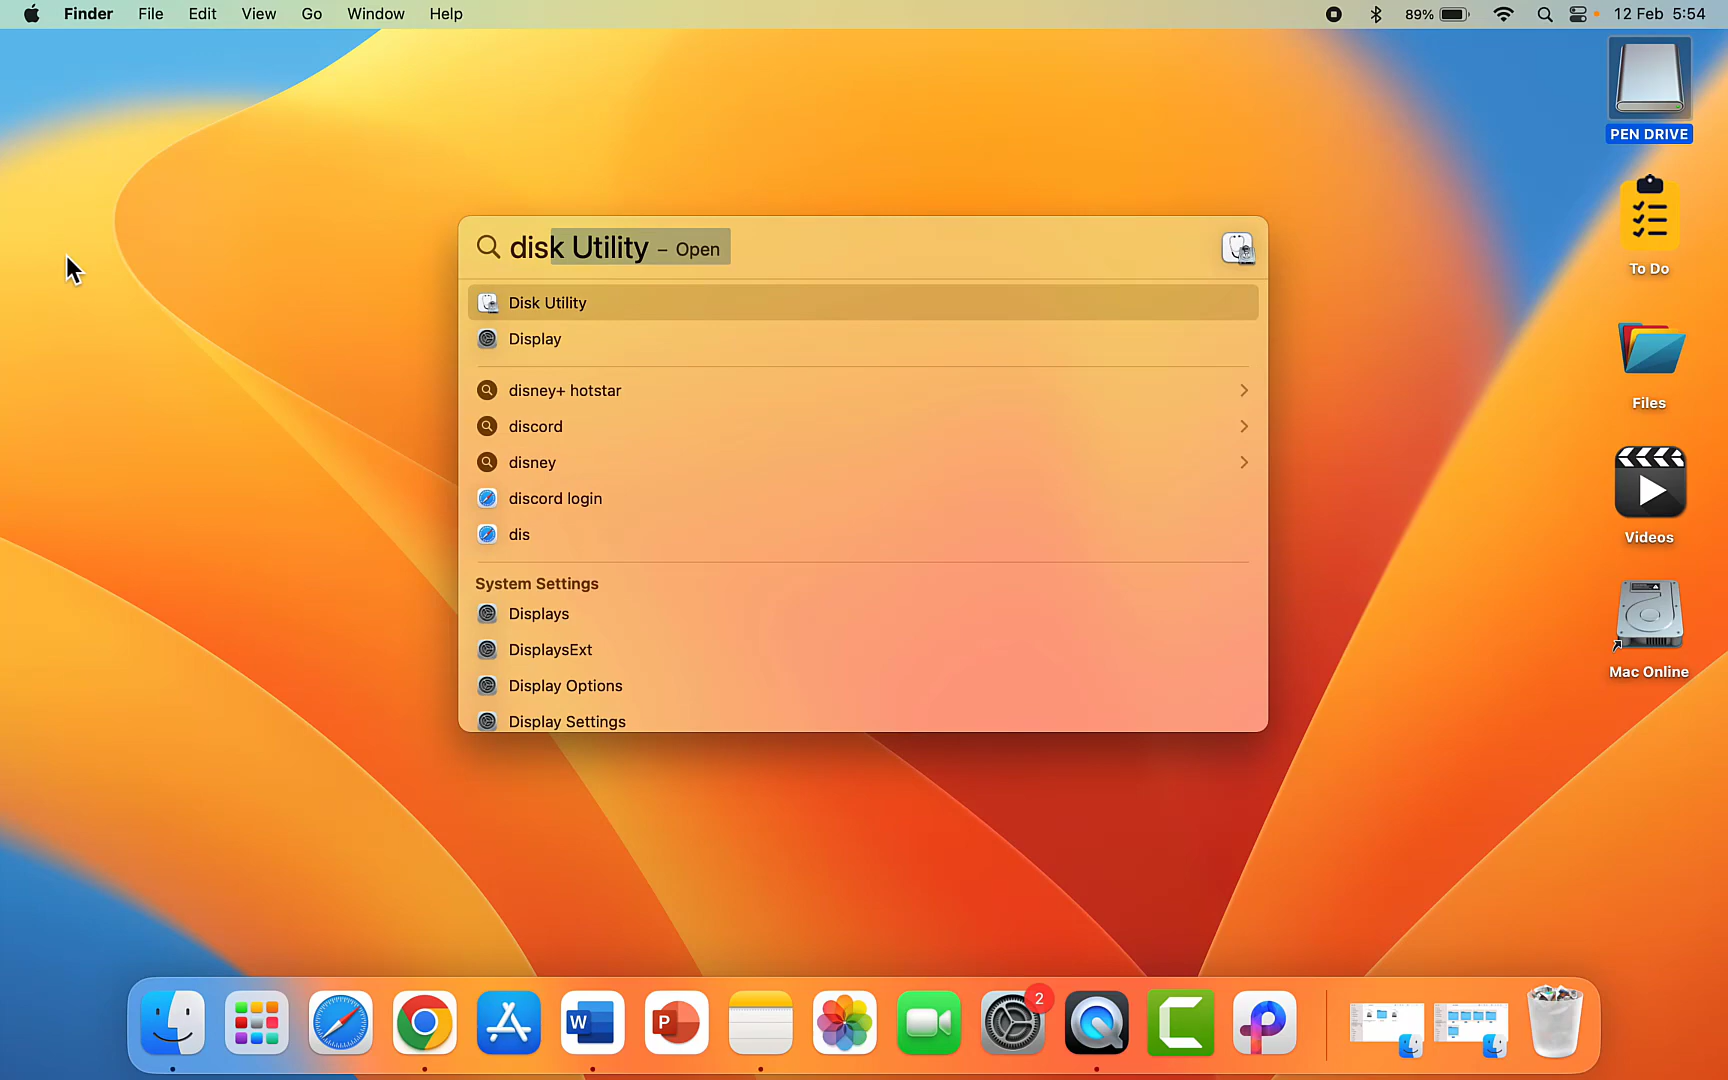 Finder File Edit View Go Window Help 89% 12 Feb 5:54
PEN DRIVE
To Do
Files
Videos
Mac Online
disk Utility – Open
Disk Utility
Display
disney+ hotstar
discord
disney
discord login
dis
System Settings
Displays
DisplaysExt
Display Options
Display Settings
W
P
2